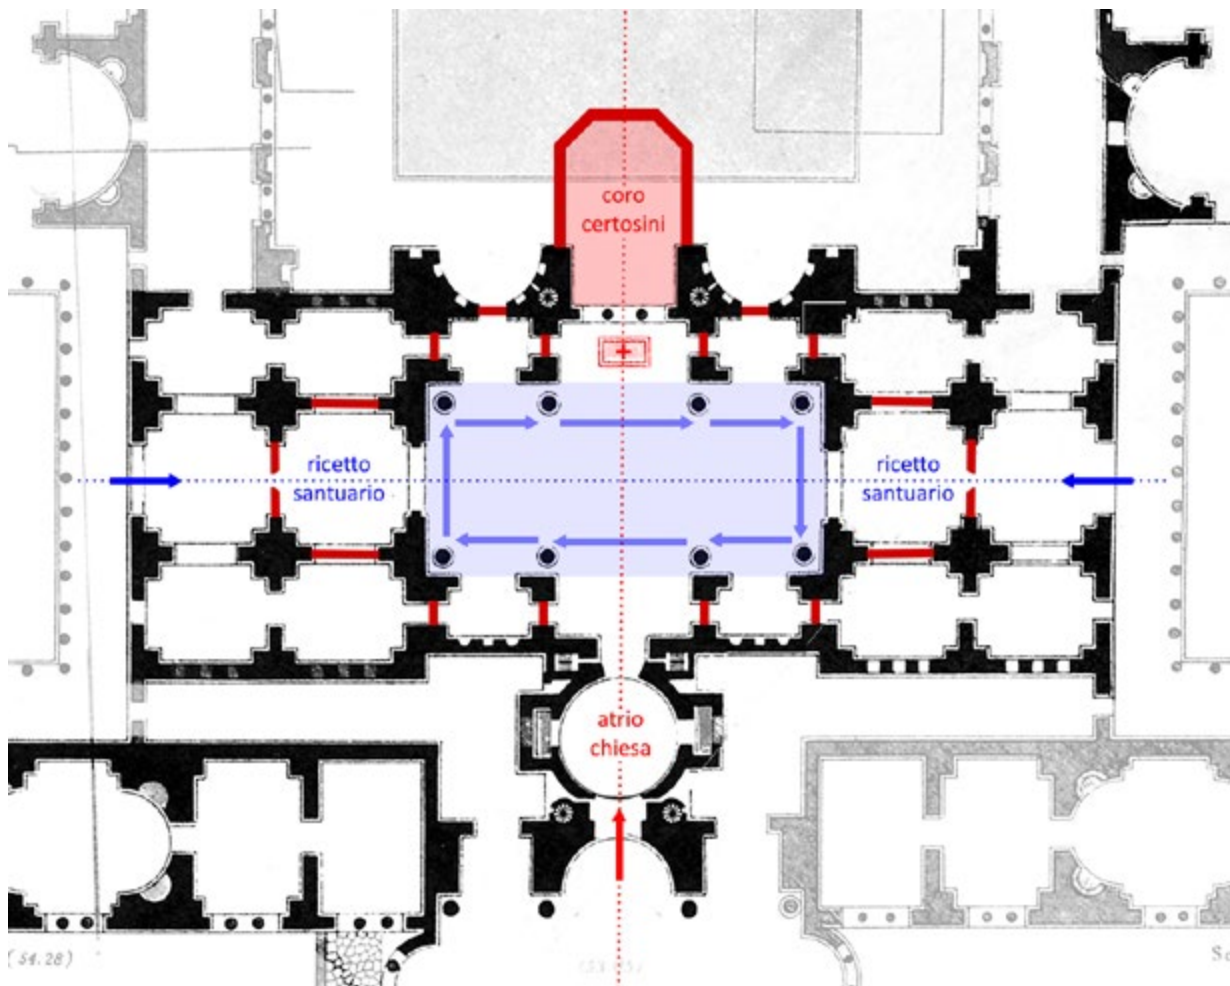 coro
certosini
ricetto
santuario
ricetto
santuario
atrio
chiesa
(54.28)